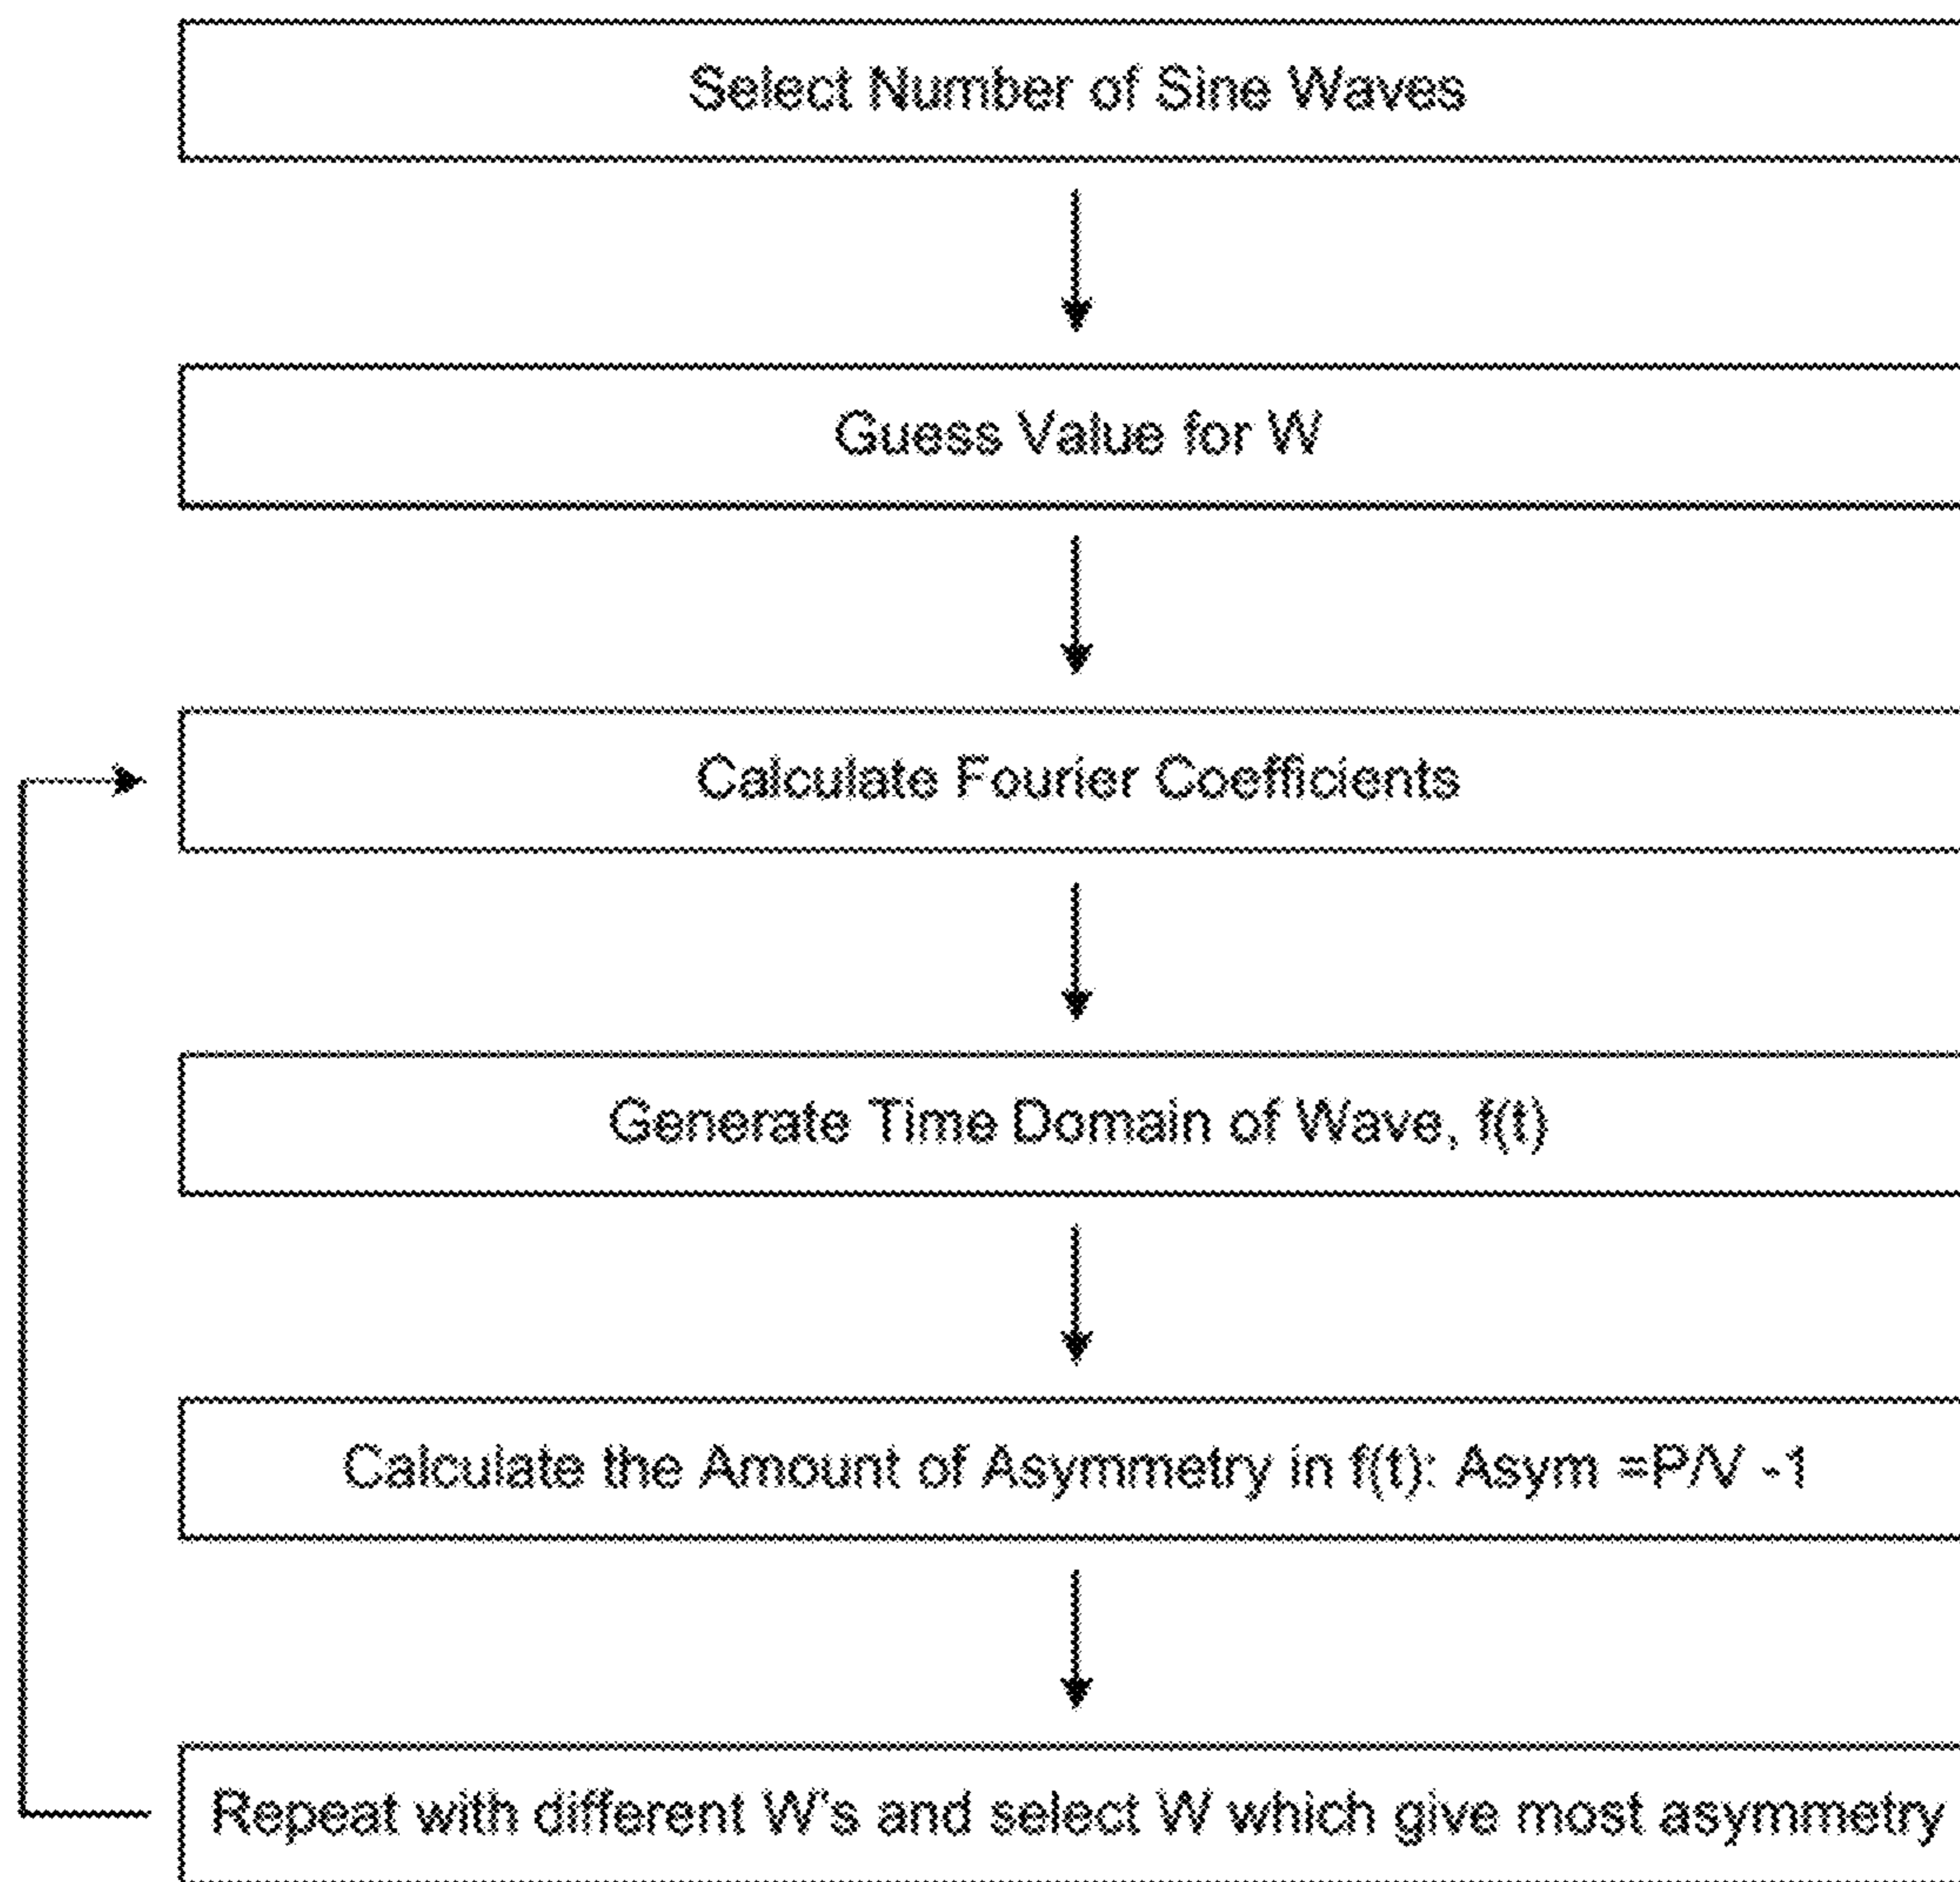 Select Number of Sine Waves
Guess Value for W
Calculate Fourier Coefficients
Generate Time Domain of Wave, f(t)
Calculate the Amount of Asymmetry in f(t): Asym =P/V -1
Repeat with different W's and select W which give most asymmetry